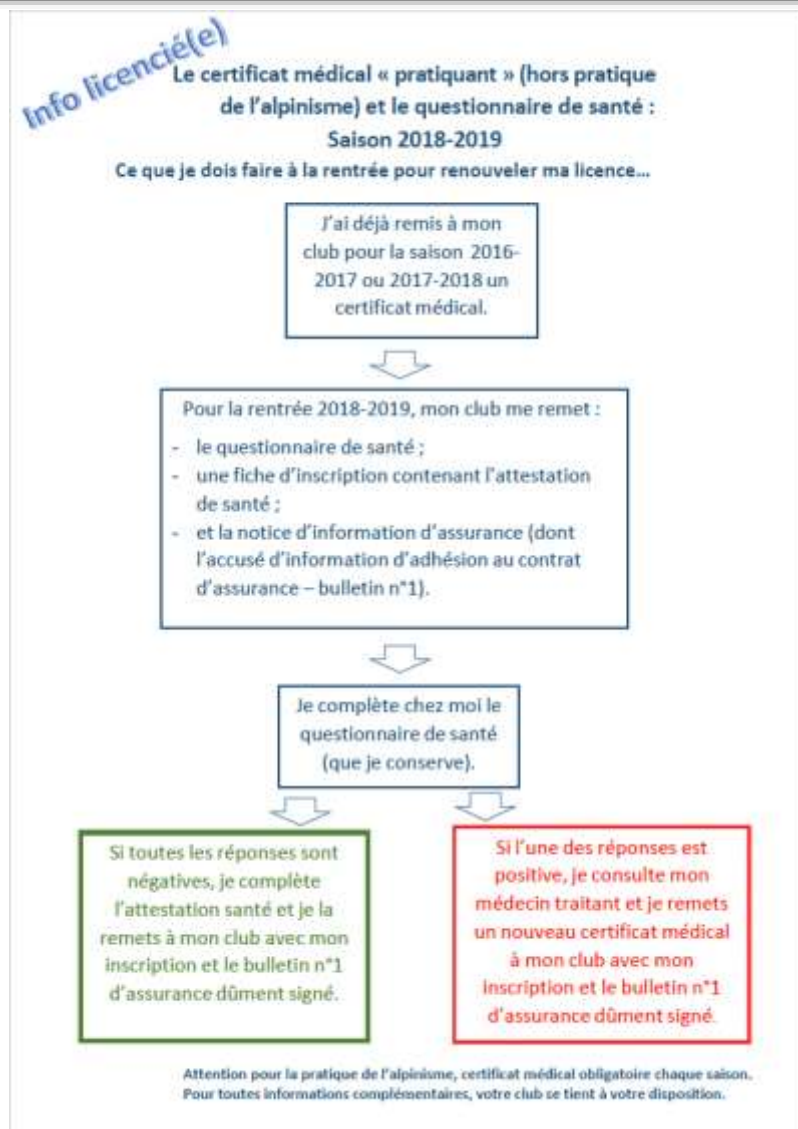 Info licencié(e)
Le certificat médical « pratiquant » (hors pratique
de l'alpinisme) et le questionnaire de santé :
Saison 2018-2019
Ce que je dois faire à la rentrée pour renouveler ma licence...
J'ai déjà remis à mon
club pour la saison 2016-
2017 ou 2017-2018 un
certificat médical.
Pour la rentrée 2018-2019, mon club me remet :
- le questionnaire de santé ;
- une fiche d'inscription contenant l'attestation
de santé ;
- et la notice d'information d'assurance (dont
l'accusé d'information d'adhésion au contrat
d'assurance – bulletin n°1).
Je complète chez moi le
questionnaire de santé
(que je conserve).
Si toutes les réponses sont
négatives, je complète
l'attestation santé et je la
remets à mon club avec mon
inscription et le bulletin n°1
d'assurance dûment signé.
Si l'une des réponses est
positive, je consulte mon
médecin traitant et je remets
un nouveau certificat médical
à mon club avec mon
inscription et le bulletin n°1
d'assurance dûment signé.
Attention pour la pratique de l'alpinisme, certificat médical obligatoire chaque saison.
Pour toutes informations complémentaires, votre club se tient à votre disposition.